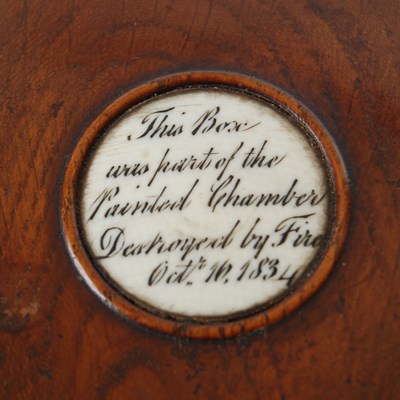 This Box
was part of the
Painted Chamber
Destroyed by Fire
Octr. 16, 1834